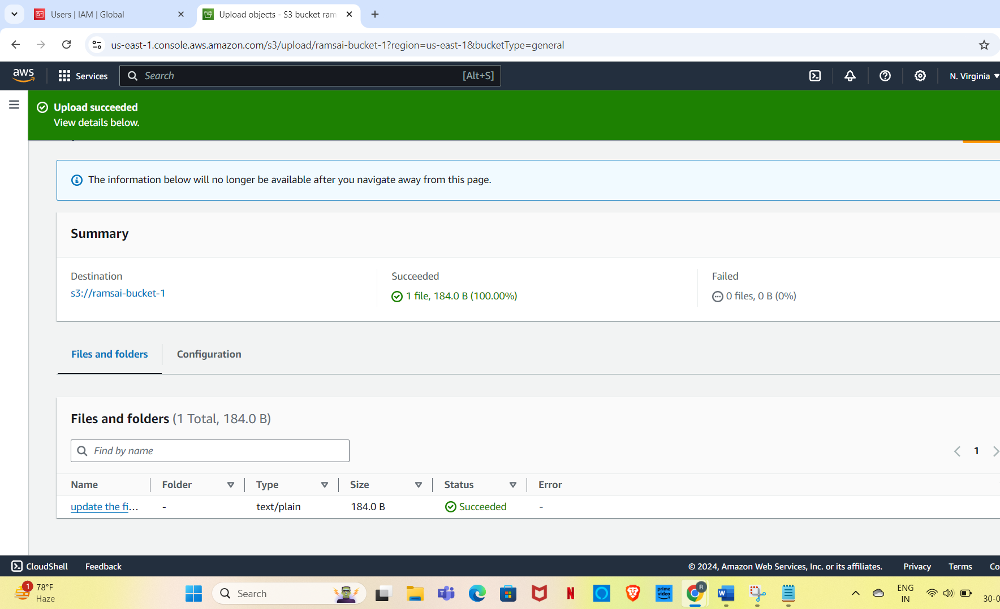 Users | IAM | Global
Upload objects - S3 bucket ram
us-east-1.console.aws.amazon.com/s3/upload/ramsai-bucket-1?region=us-east-1&bucketType=general
aws
Services
Search
[Alt+S]
N. Virginia
Upload succeeded
View details below.
The information below will no longer be available after you navigate away from this page.
Summary
Destination
s3://ramsai-bucket-1
Succeeded
1 file, 184.0 B (100.00%)
Failed
0 files, 0 B (0%)
Files and folders
Configuration
Files and folders (1 Total, 184.0 B)
Find by name
1
Name Folder Type Size Status Error
update the fi... - text/plain 184.0 B Succeeded -
CloudShell Feedback
© 2024, Amazon Web Services, Inc. or its affiliates. Privacy Terms Co
1
78°F
Haze
Search
N
prime
video
R
W
ENG
IN
30-0